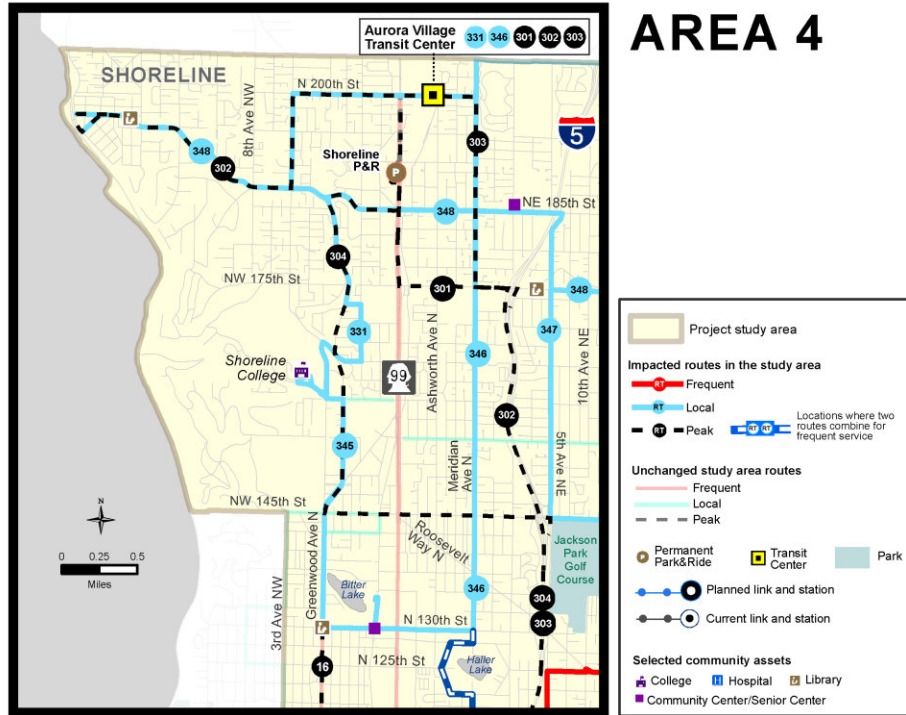 AREA 4
Aurora Village
Transit Center
331
346
301
302
303
SHORELINE
N 200th St
8th Ave NW
5
303
Shoreline
P&R
P
348
302
NE 185th St
348
304
NW 175th St
301
348
331
347
Shoreline
College
99
Ashworth Ave N
346
10th Ave NE
302
345
Meridian
Ave N
5th Ave NE
NW 145th St
N
Greenwood Ave N
Roosevelt
Way N
Jackson
Park
Golf
Course
0 0.25 0.5
Miles
3rd Ave NW
Bitter
Lake
346
304
303
N 130th St
N 125th St
Haller
Lake
16
Project study area
Impacted routes in the study area
RT Frequent
RT Local
RT Peak
RT RT
Locations where two
routes combine for
frequent service
Unchanged study area routes
Frequent
Local
Peak
P Permanent
Park&Ride
Transit
Center
Park
Planned link and station
Current link and station
Selected community assets
College H Hospital Library
Community Center/Senior Center